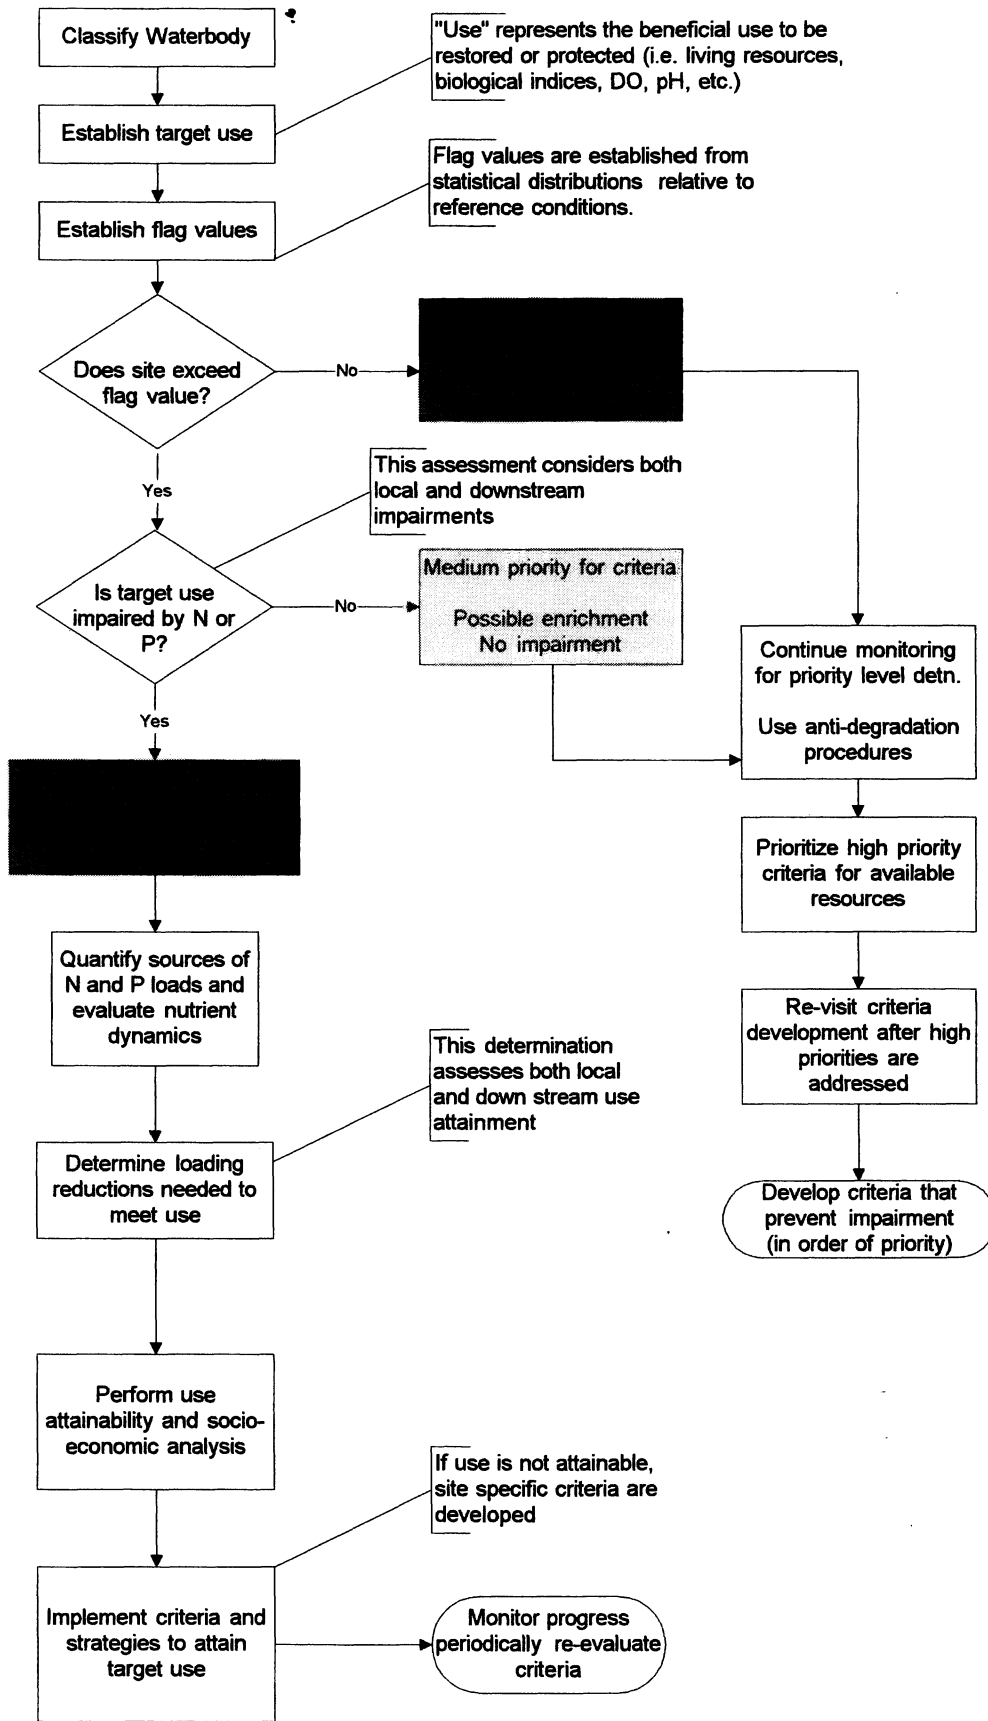 Classify Waterbody
"Use" represents the beneficial use to be
restored or protected (i.e. living resources,
biological indices, DO, pH, etc.)
Establish target use
Flag values are established from
statistical distributions relative to
reference conditions.
Establish flag values
Does site exceed
flag value?
No
Yes
This assessment considers both
local and downstream
impairments
Is target use
impaired by N or
P?
No
Medium priority for criteria
Possible enrichment
No impairment
Continue monitoring
for priority level detn.
Use anti-degradation
procedures
Yes
Prioritize high priority
criteria for available
resources
Quantify sources of
N and P loads and
evaluate nutrient
dynamics
Re-visit criteria
development after high
priorities are
addressed
This determination
assesses both local
and down stream use
attainment
Determine loading
reductions needed to
meet use
Develop criteria that
prevent impairment
(in order of priority)
Perform use
attainability and socio-
economic analysis
If use is not attainable,
site specific criteria are
developed
Implement criteria and
strategies to attain
target use
Monitor progress
periodically re-evaluate
criteria